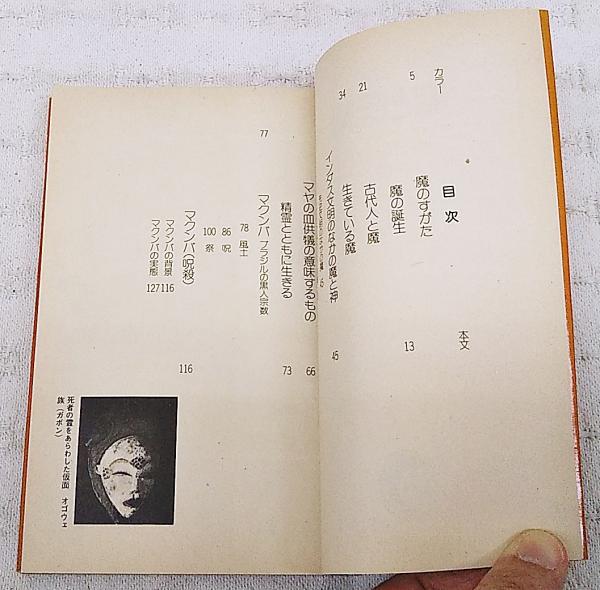 目次
カラー
本文
魔のすがた
5
魔の誕生
13
古代人と魔
21
生きている魔
34
インダス文明のなかの魔と神
45
マヤの血供犠の意味するもの
66
精霊とともに生きる
73
マクンバ ブラジルの黒人宗教
77
78 風土
86 呪
100 祭
マクンバ(呪殺)
116
マクンバの背景 116
マクンバの実態 127
死者の霊をあらわした仮面 オゴウェ
族(ガボン)